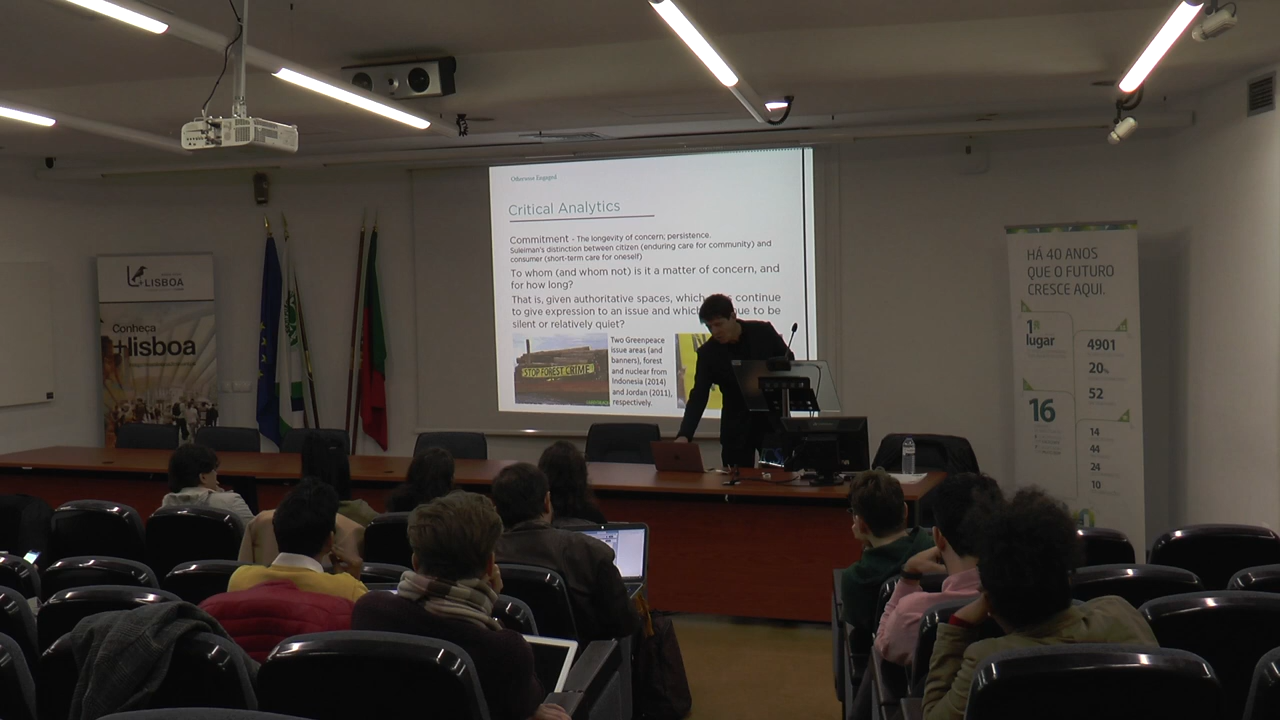 Otherwise Engaged
Critical Analytics
Commitment - The longevity of concern; persistence.
Suleiman's distinction between citizen (enduring care for community) and
consumer (short-term care for oneself)
To whom (and whom not) is it a matter of concern, and
for how long?
That is, given authoritative spaces, which continue
to give expression to an issue and which to be
silent or relatively quiet?
STOP FOREST CRIME
Two Greenpeace
issue areas (and
banners), forest
and nuclear from
Indonesia (2014)
and Jordan (2011),
respectively.
+LISBOA
Conheça
+lisboa
HÁ 40 ANOS
QUE O FUTURO
CRESCE AQUI.
1º
lugar
16
4901
20%
52
14
44
24
10